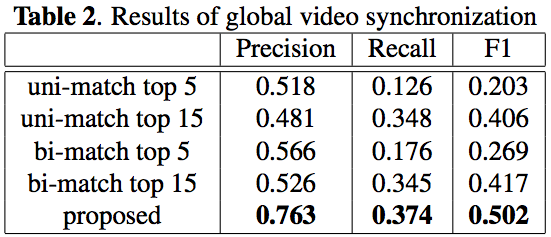 Table 2. Results of global video synchronization
Precision Recall F1
uni-match top 5 0.518 0.126 0.203
uni-match top 15 0.481 0.348 0.406
bi-match top 5 0.566 0.176 0.269
bi-match top 15 0.526 0.345 0.417
proposed 0.763 0.374 0.502